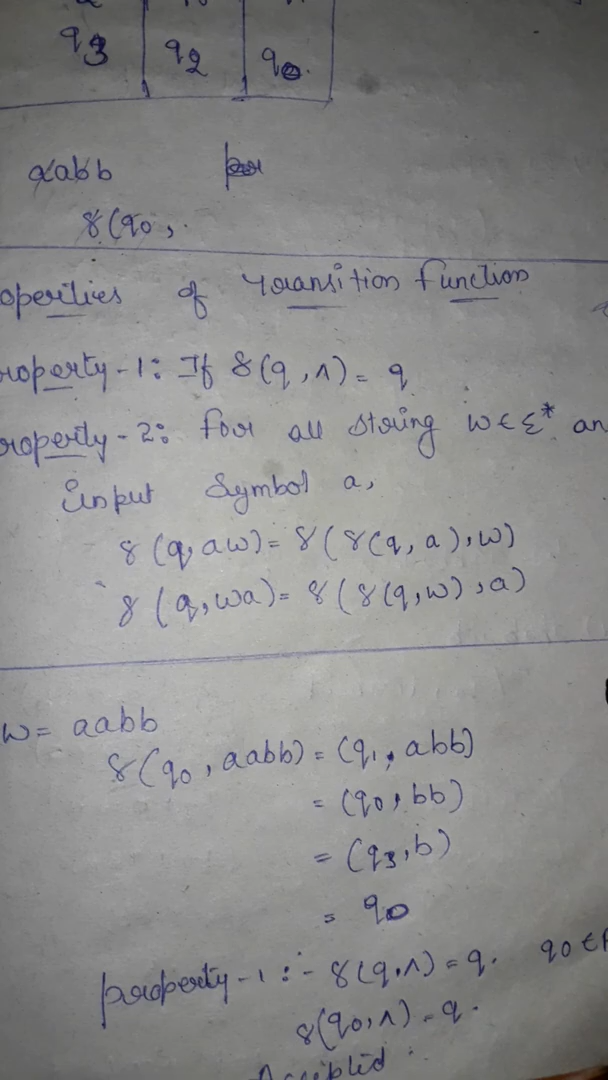 q3 | q2 | q0.
aabb
δ(q0,.
operties of transition function
roperty-1: If δ(q,∧) = q
roperty-2: for all string w∈Σ* an
input symbol a,
δ(q,aw) = δ(δ(q,a),w)
δ(q,wa) = δ(δ(q,w),a)
w = aabb
δ(q0, aabb) = (q1, abb)
= (q0, bb)
= (q3, b)
= q0
property-1:- δ(q,∧) = q. q0 ∈
δ(q0,∧) = q.